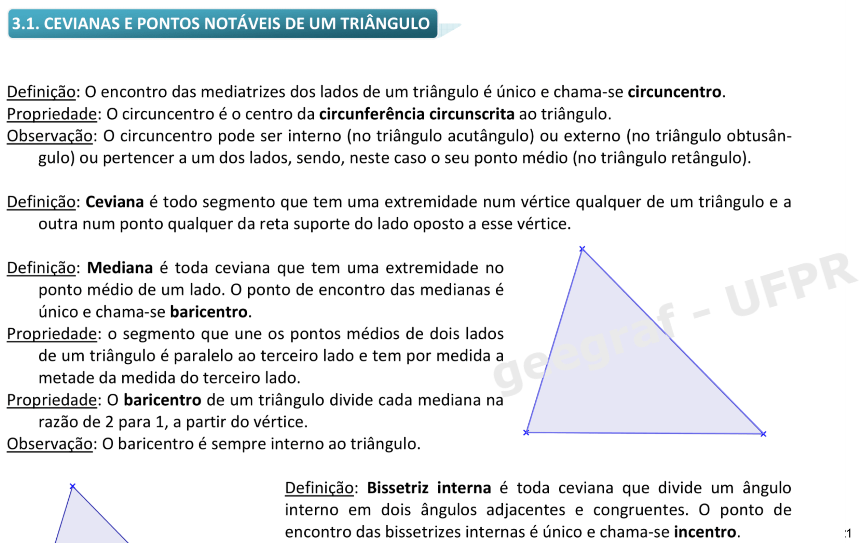 3.1. CEVIANAS E PONTOS NOTÁVEIS DE UM TRIÂNGULO
Definição: O encontro das mediatrizes dos lados de um triângulo é único e chama-se circuncentro.
Propriedade: O circuncentro é o centro da circunferência circunscrita ao triângulo.
Observação: O circuncentro pode ser interno (no triângulo acutângulo) ou externo (no triângulo obtusân-
gulo) ou pertencer a um dos lados, sendo, neste caso o seu ponto médio (no triângulo retângulo).
Definição: Ceviana é todo segmento que tem uma extremidade num vértice qualquer de um triângulo e a
outra num ponto qualquer da reta suporte do lado oposto a esse vértice.
Definição: Mediana é toda ceviana que tem uma extremidade no
ponto médio de um lado. O ponto de encontro das medianas é
único e chama-se baricentro.
Propriedade: o segmento que une os pontos médios de dois lados
de um triângulo é paralelo ao terceiro lado e tem por medida a
metade da medida do terceiro lado.
Propriedade: O baricentro de um triângulo divide cada mediana na
razão de 2 para 1, a partir do vértice.
Observação: O baricentro é sempre interno ao triângulo.
geegraf - UFPR
Definição: Bissetriz interna é toda ceviana que divide um ângulo
interno em dois ângulos adjacentes e congruentes. O ponto de
encontro das bissetrizes internas é único e chama-se incentro.